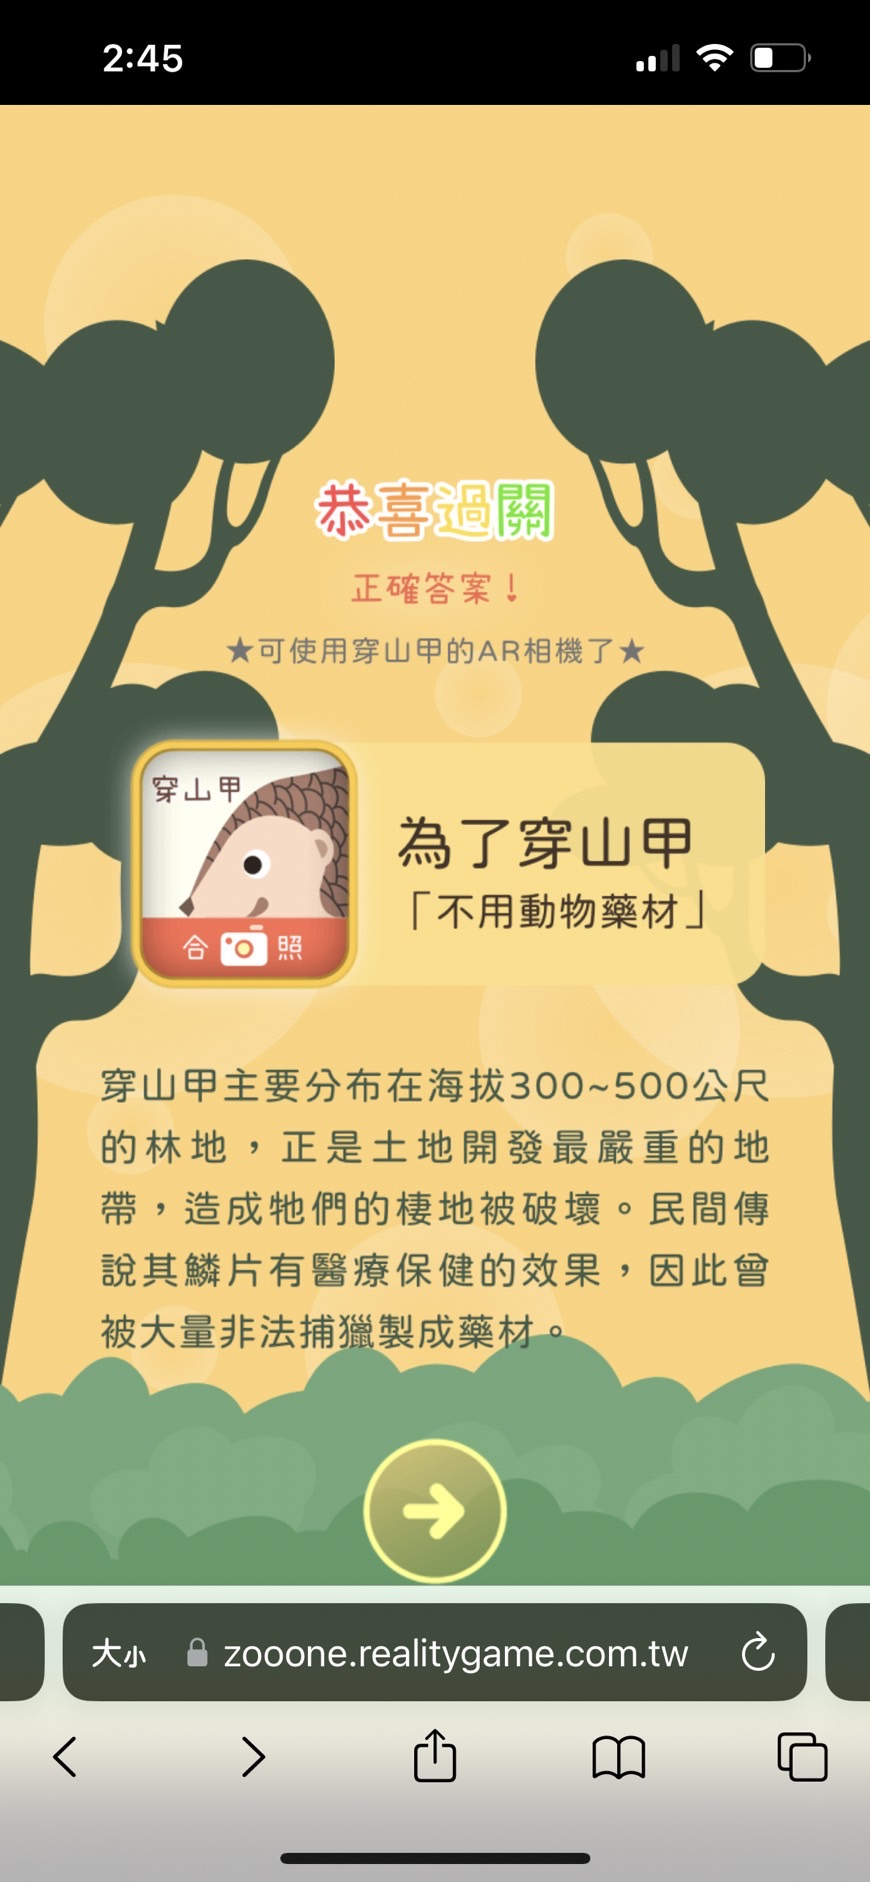 2:45
恭喜過關
正確答案！
★可使用穿山甲的AR相機了★
穿山甲
合照
為了穿山甲
「不用動物藥材」
穿山甲主要分布在海拔300~500公尺
的林地，正是土地開發最嚴重的地
帶，造成牠們的棲地被破壞。民間傳
說其鱗片有醫療保健的效果，因此曾
被大量非法捕獵製成藥材。
大小 zooone.realitygame.com.tw